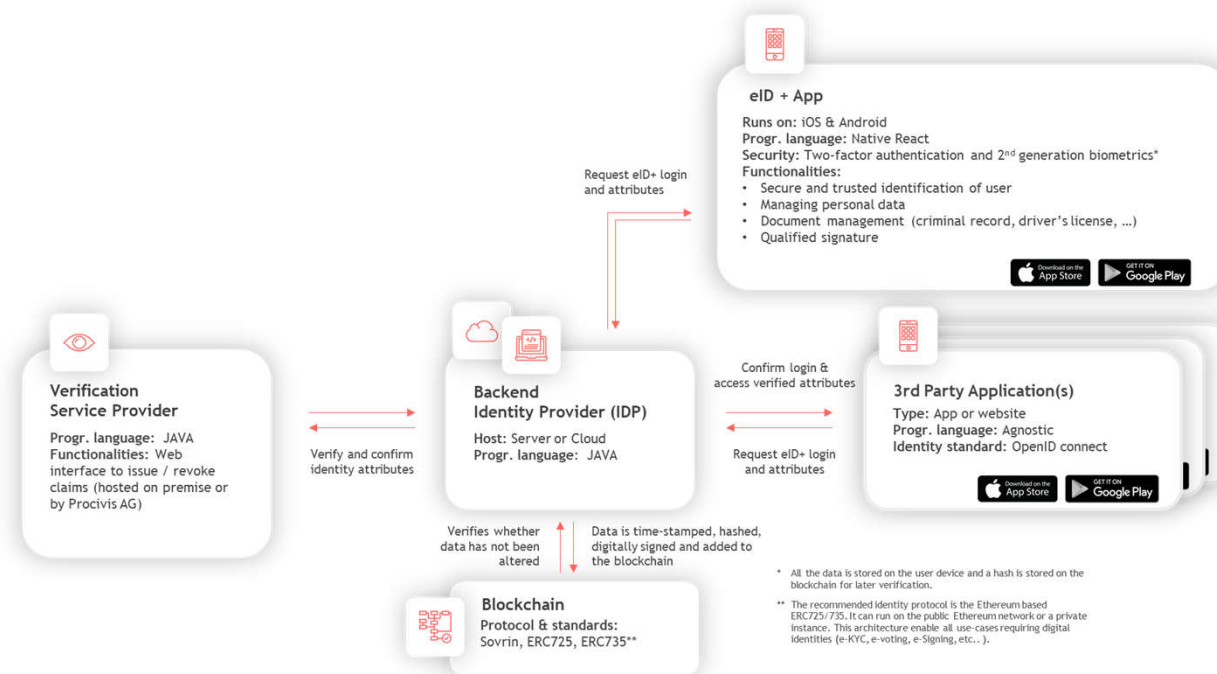 eID + App
Runs on: iOS & Android
Progr. language: Native React
Security: Two-factor authentication and 2nd generation biometrics*
Functionalities:
• Secure and trusted identification of user
• Managing personal data
• Document management (criminal record, driver's license, …)
• Qualified signature
Download on the
App Store
GET IT ON
Google Play
Request eID+ login
and attributes
Verification
Service Provider
Progr. language: JAVA
Functionalities: Web
interface to issue / revoke
claims (hosted on premise or
by Procivis AG)
Verify and confirm
identity attributes
Backend
Identity Provider (IDP)
Host: Server or Cloud
Progr. language: JAVA
Confirm login &
access verified attributes
Request eID+ login
and attributes
3rd Party Application(s)
Type: App or website
Progr. language: Agnostic
Identity standard: OpenID connect
Download on the
App Store
GET IT ON
Google Play
Verifies whether
data has not been
altered
Data is time-stamped, hashed,
digitally signed and added to
the blockchain
Blockchain
Protocol & standards:
Sovrin, ERC725, ERC735**
* All the data is stored on the user device and a hash is stored on the
blockchain for later verification.
** The recommended identity protocol is the Ethereum based
ERC725/735. It can run on the public Ethereum network or a private
instance. This architecture enable all use-cases requiring digital
identities (e-KYC, e-voting, e-Signing, etc.. ).